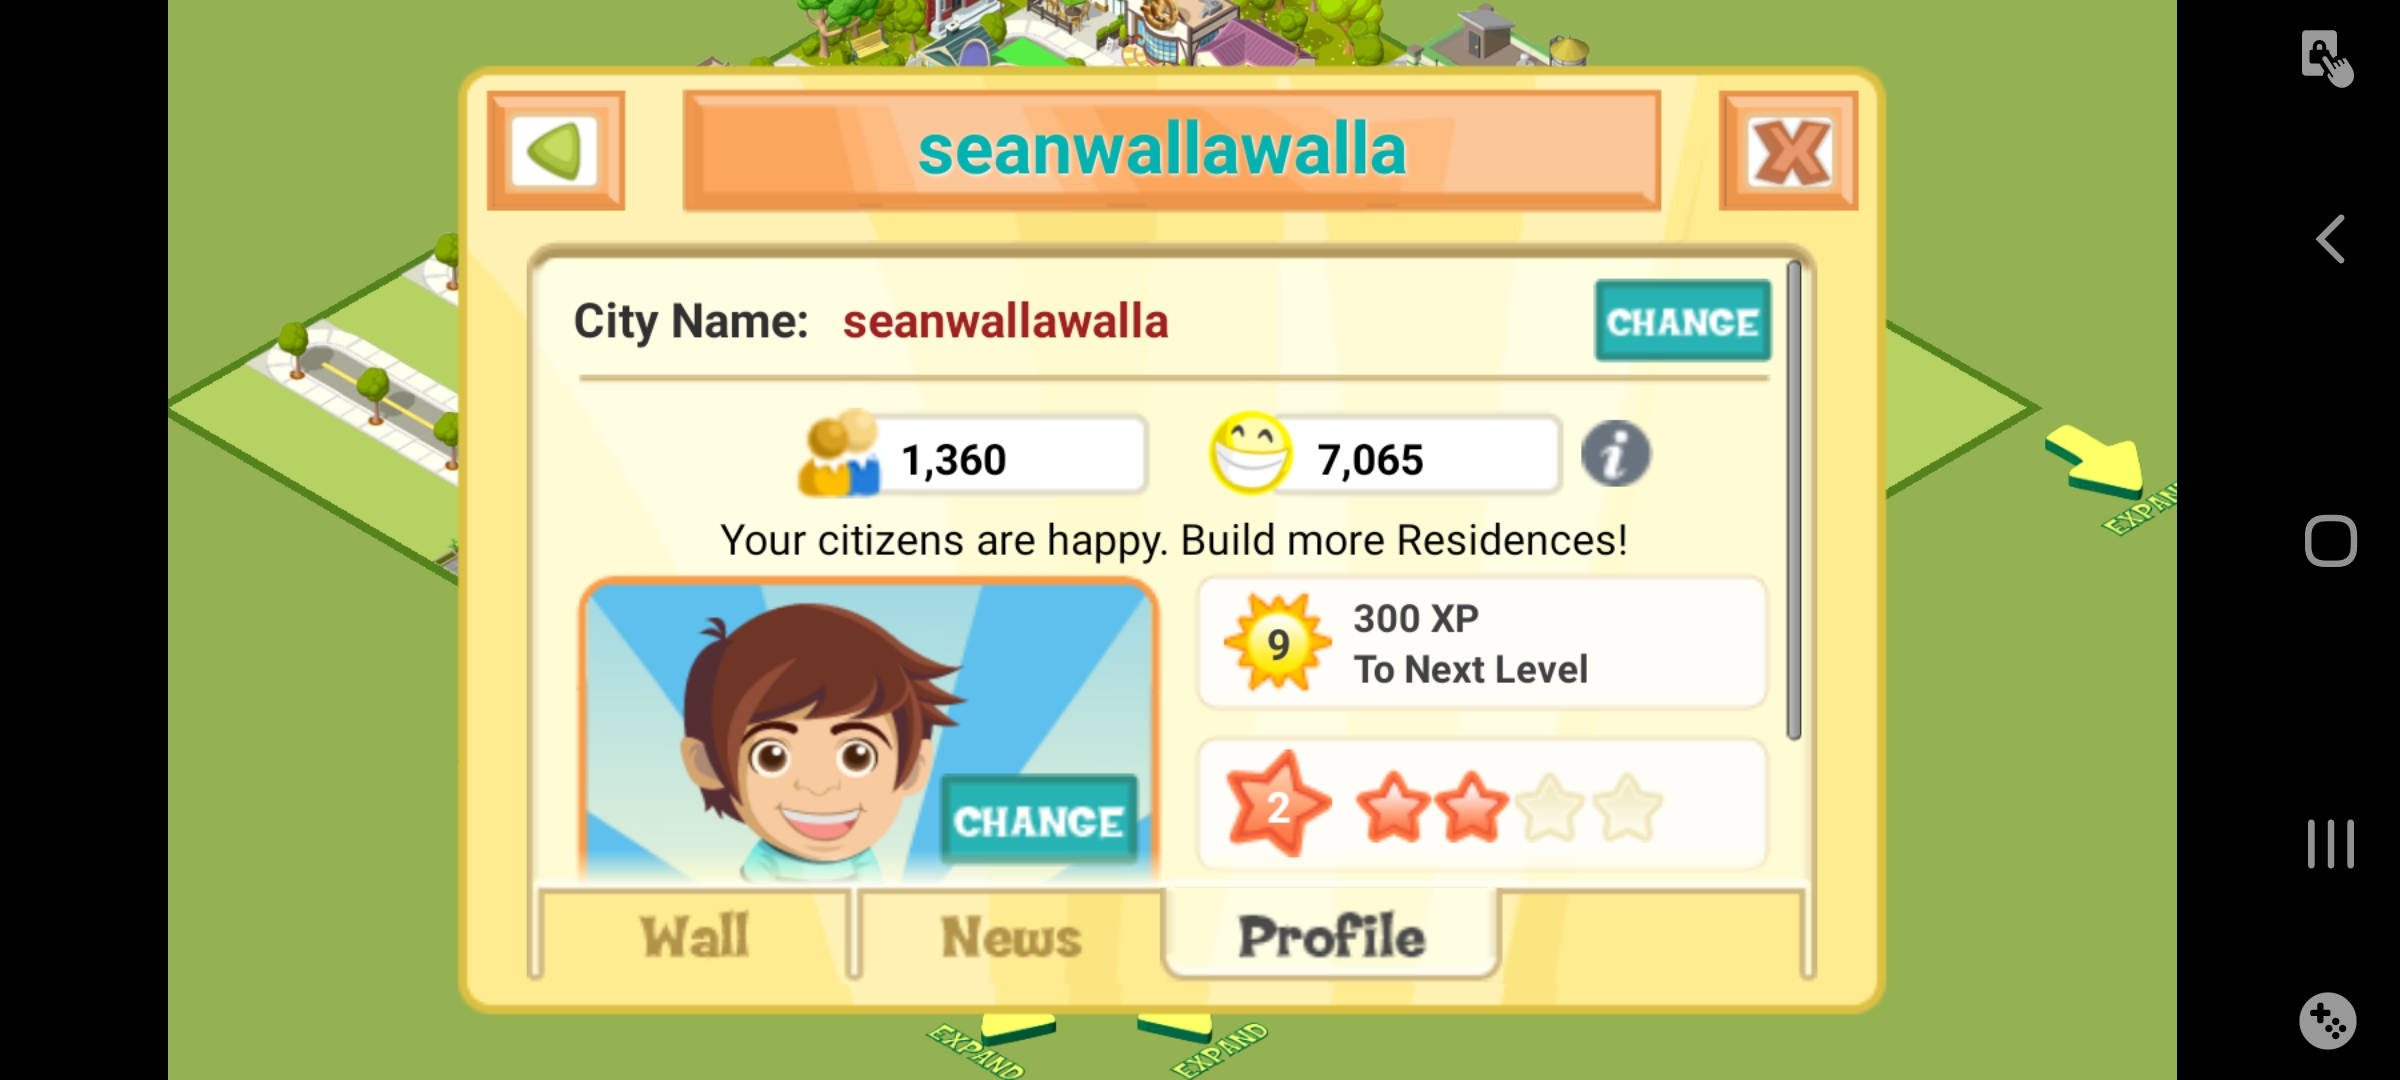 seanwallawalla
City Name: seanwallawalla CHANGE
1,360 7,065 i
Your citizens are happy. Build more Residences!
9 300 XP
To Next Level
CHANGE
2
Wall News Profile
EXPAN
EXPAND EXPAND